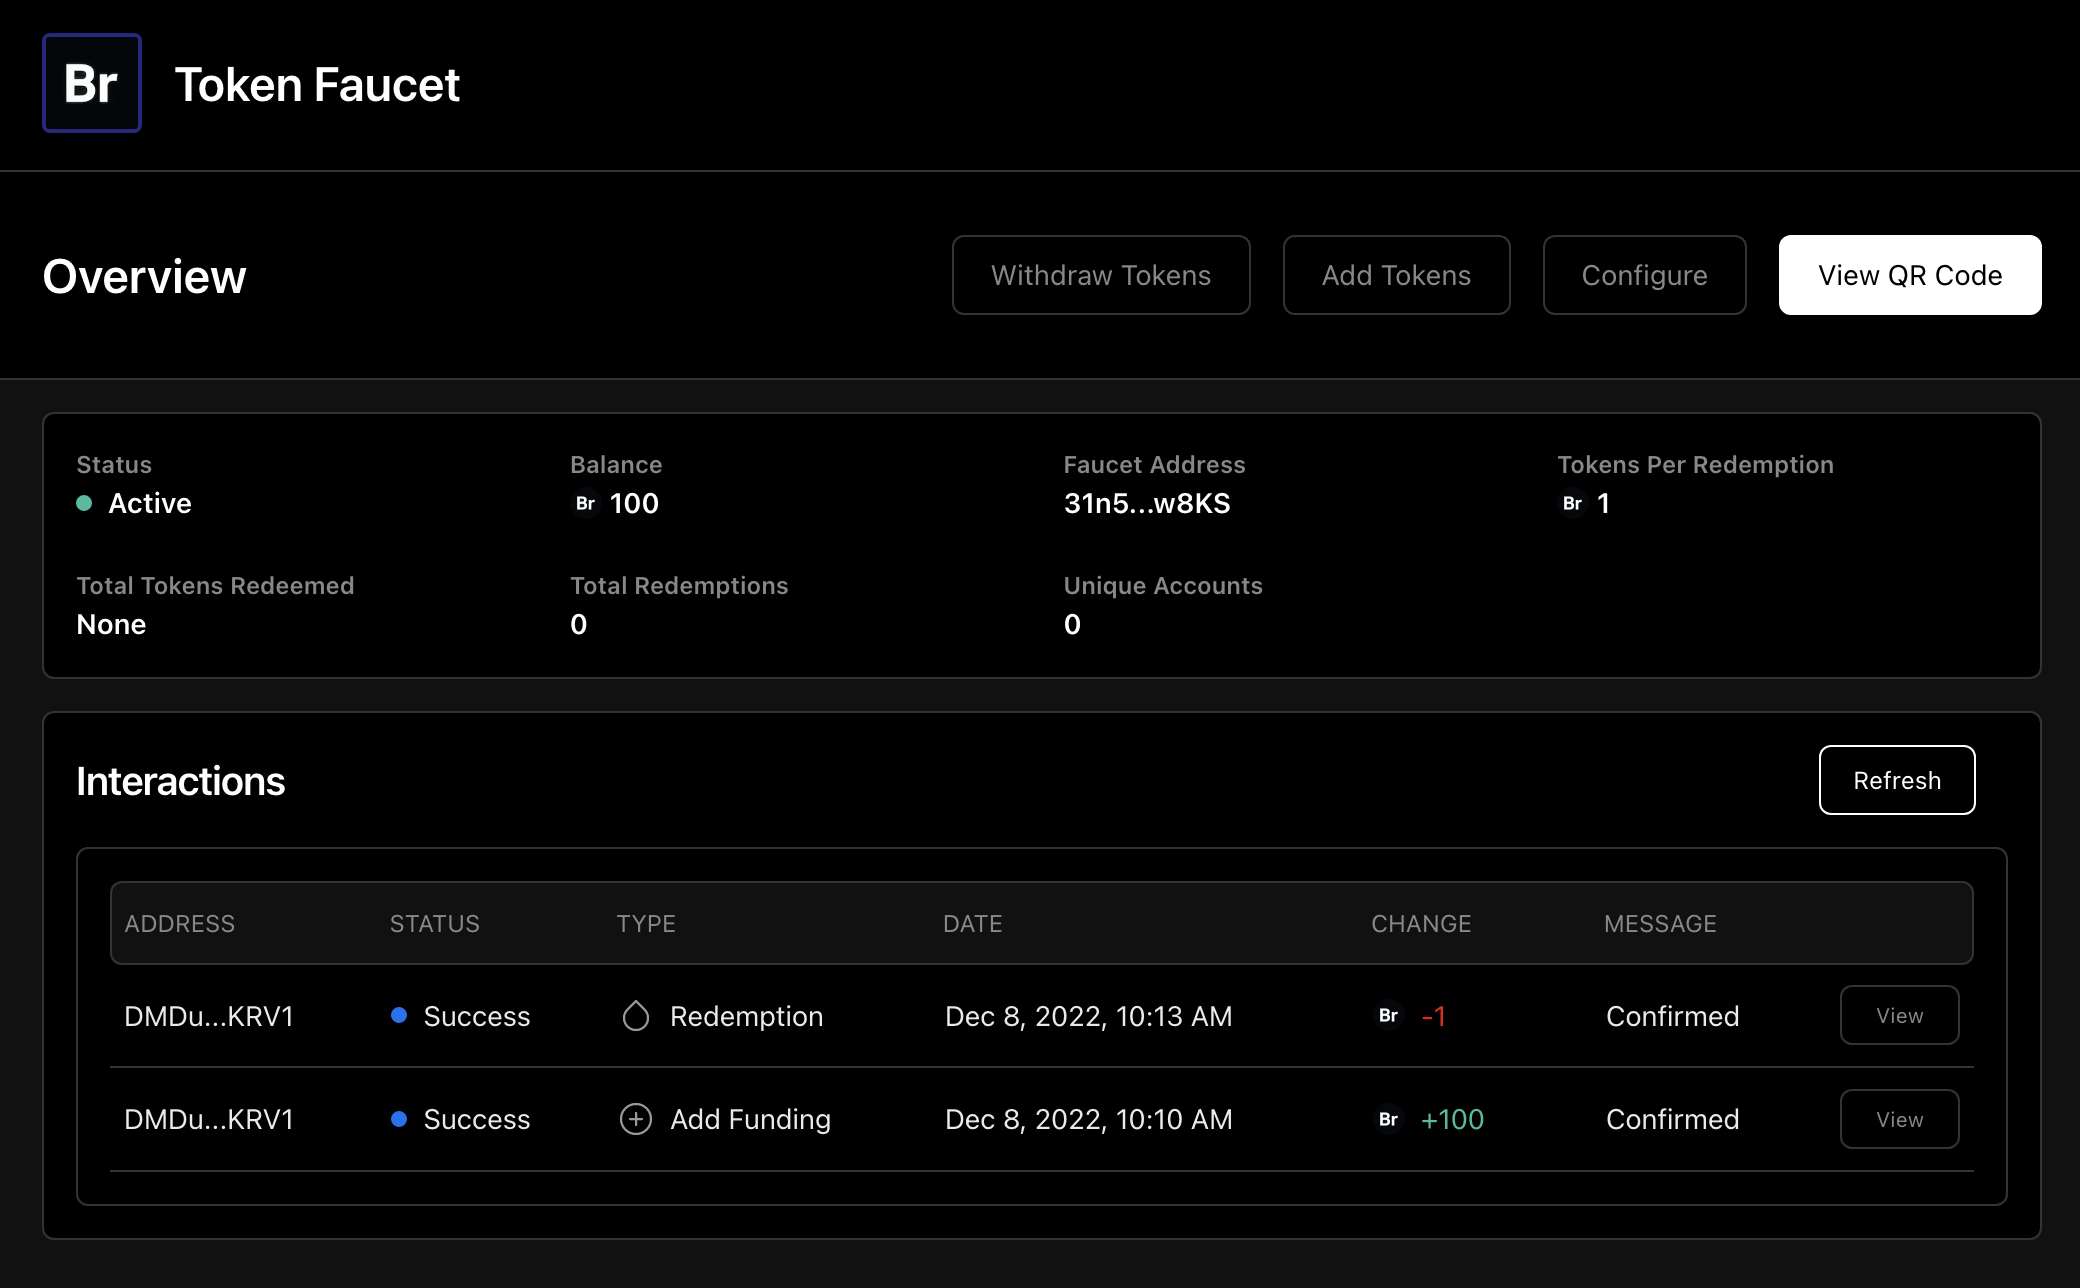 Br Token Faucet
Overview Withdraw Tokens Add Tokens Configure View QR Code
Status Balance Faucet Address Tokens Per Redemption
Active Br 100 31n5...w8KS Br 1
Total Tokens Redeemed Total Redemptions Unique Accounts
None 0 0
Interactions Refresh
ADDRESS STATUS TYPE DATE CHANGE MESSAGE
DMDu...KRV1 Success Redemption Dec 8, 2022, 10:13 AM Br -1 Confirmed View
DMDu...KRV1 Success Add Funding Dec 8, 2022, 10:10 AM Br +100 Confirmed View